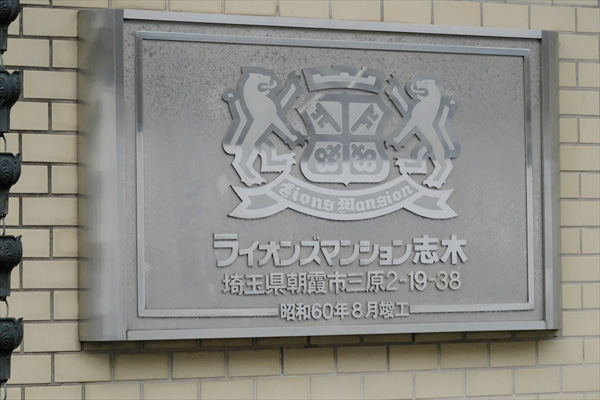 Lions Mansion
ライオンズマンション志木
埼玉県朝霞市三原2-19-38
昭和60年8月竣工